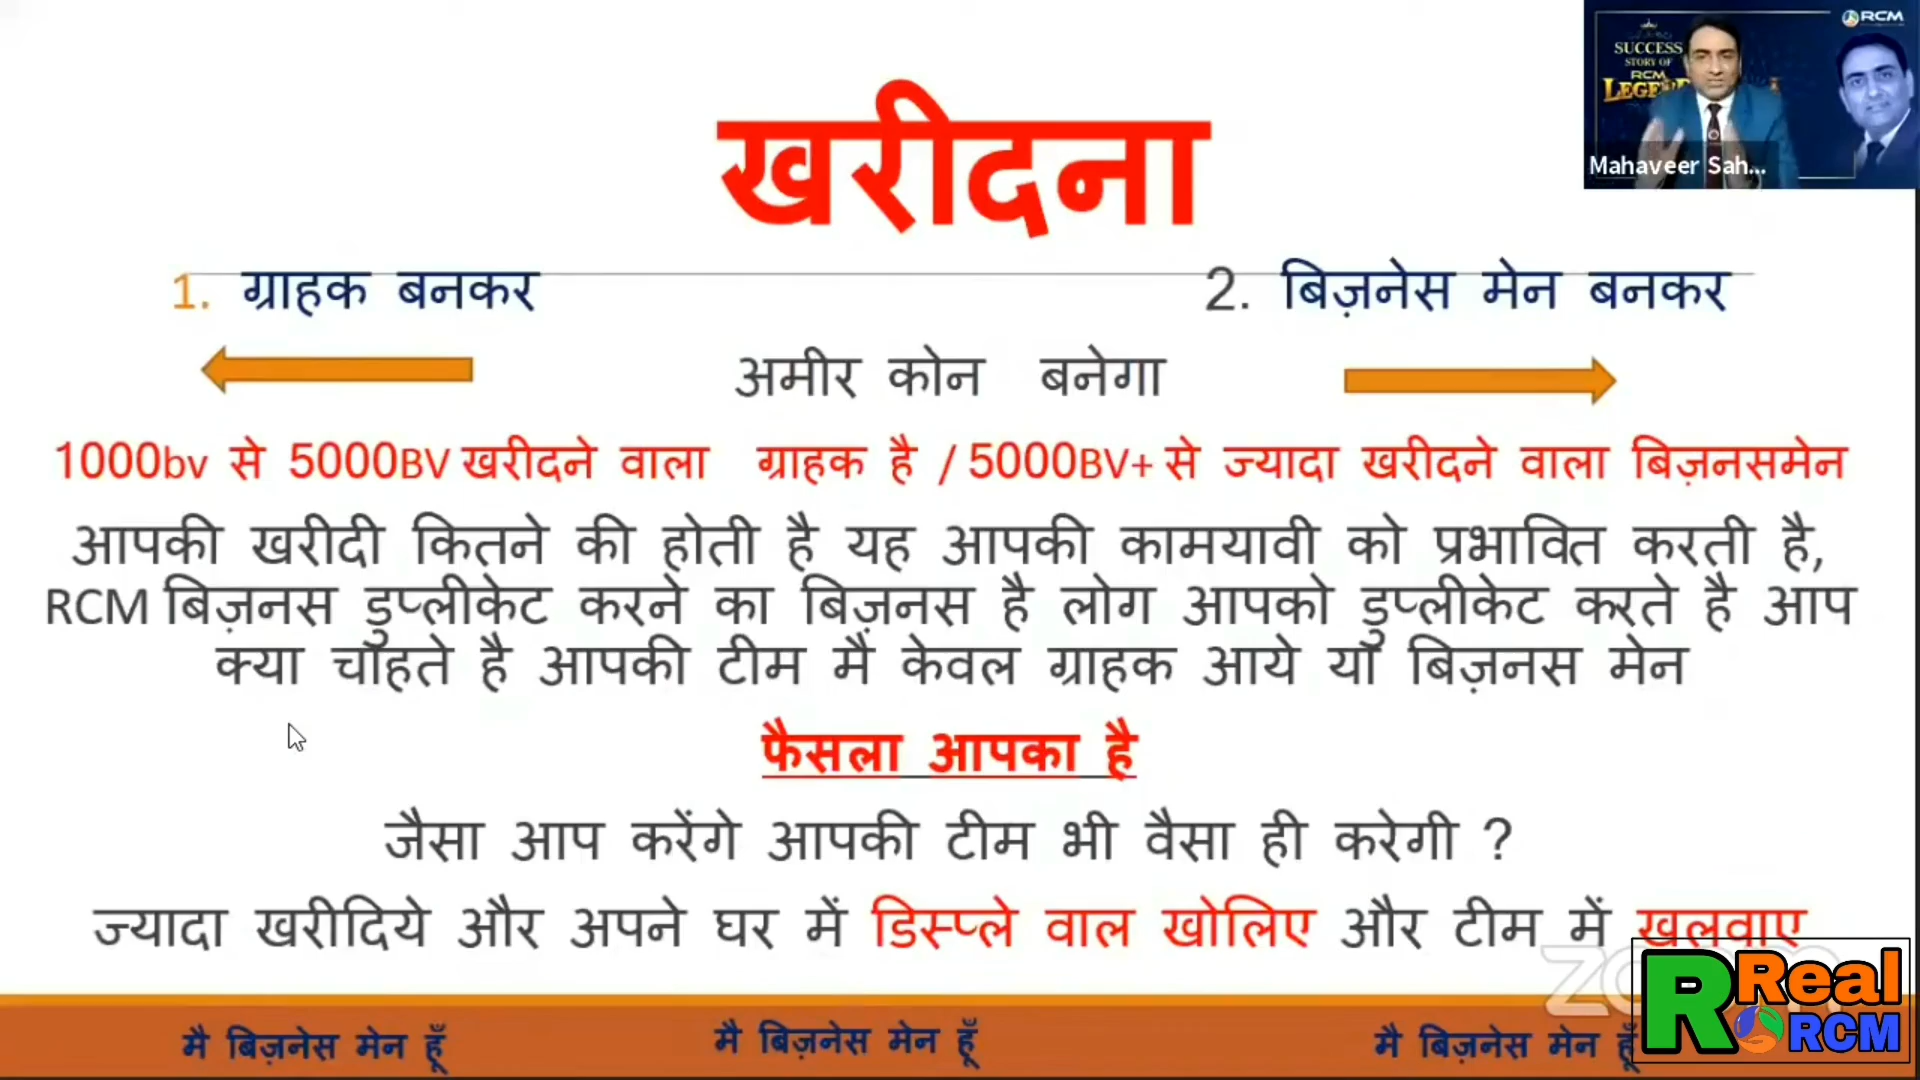 SUCCESS
STORY OF
RCM
RCM
Mahaveer Sah...
खरीदना
1. ग्राहक बनकर
2. बिज़नेस मेन बनकर
अमीर कोन बनेगा
1000bv से 5000BV खरीदने वाला ग्राहक है / 5000BV+ से ज्यादा खरीदने वाला बिज़नसमेन
आपकी खरीदी कितने की होती है यह आपकी कामयावी को प्रभावित करती है,
RCM बिज़नस डुप्लीकेट करने का बिज़नस है लोग आपको डुप्लीकेट करते है आप
क्या चाहते है आपकी टीम मैं केवल ग्राहक आये या बिज़नस मेन
फैसला आपका है
जैसा आप करेंगे आपकी टीम भी वैसा ही करेगी ?
ज्यादा खरीदिये और अपने घर में डिस्प्ले वाल खोलिए और टीम में खुलवाए
मै बिज़नेस मेन हूँ
मै बिज़नेस मेन हूँ
मै बिज़नेस मेन हूँ
R Real
RCM